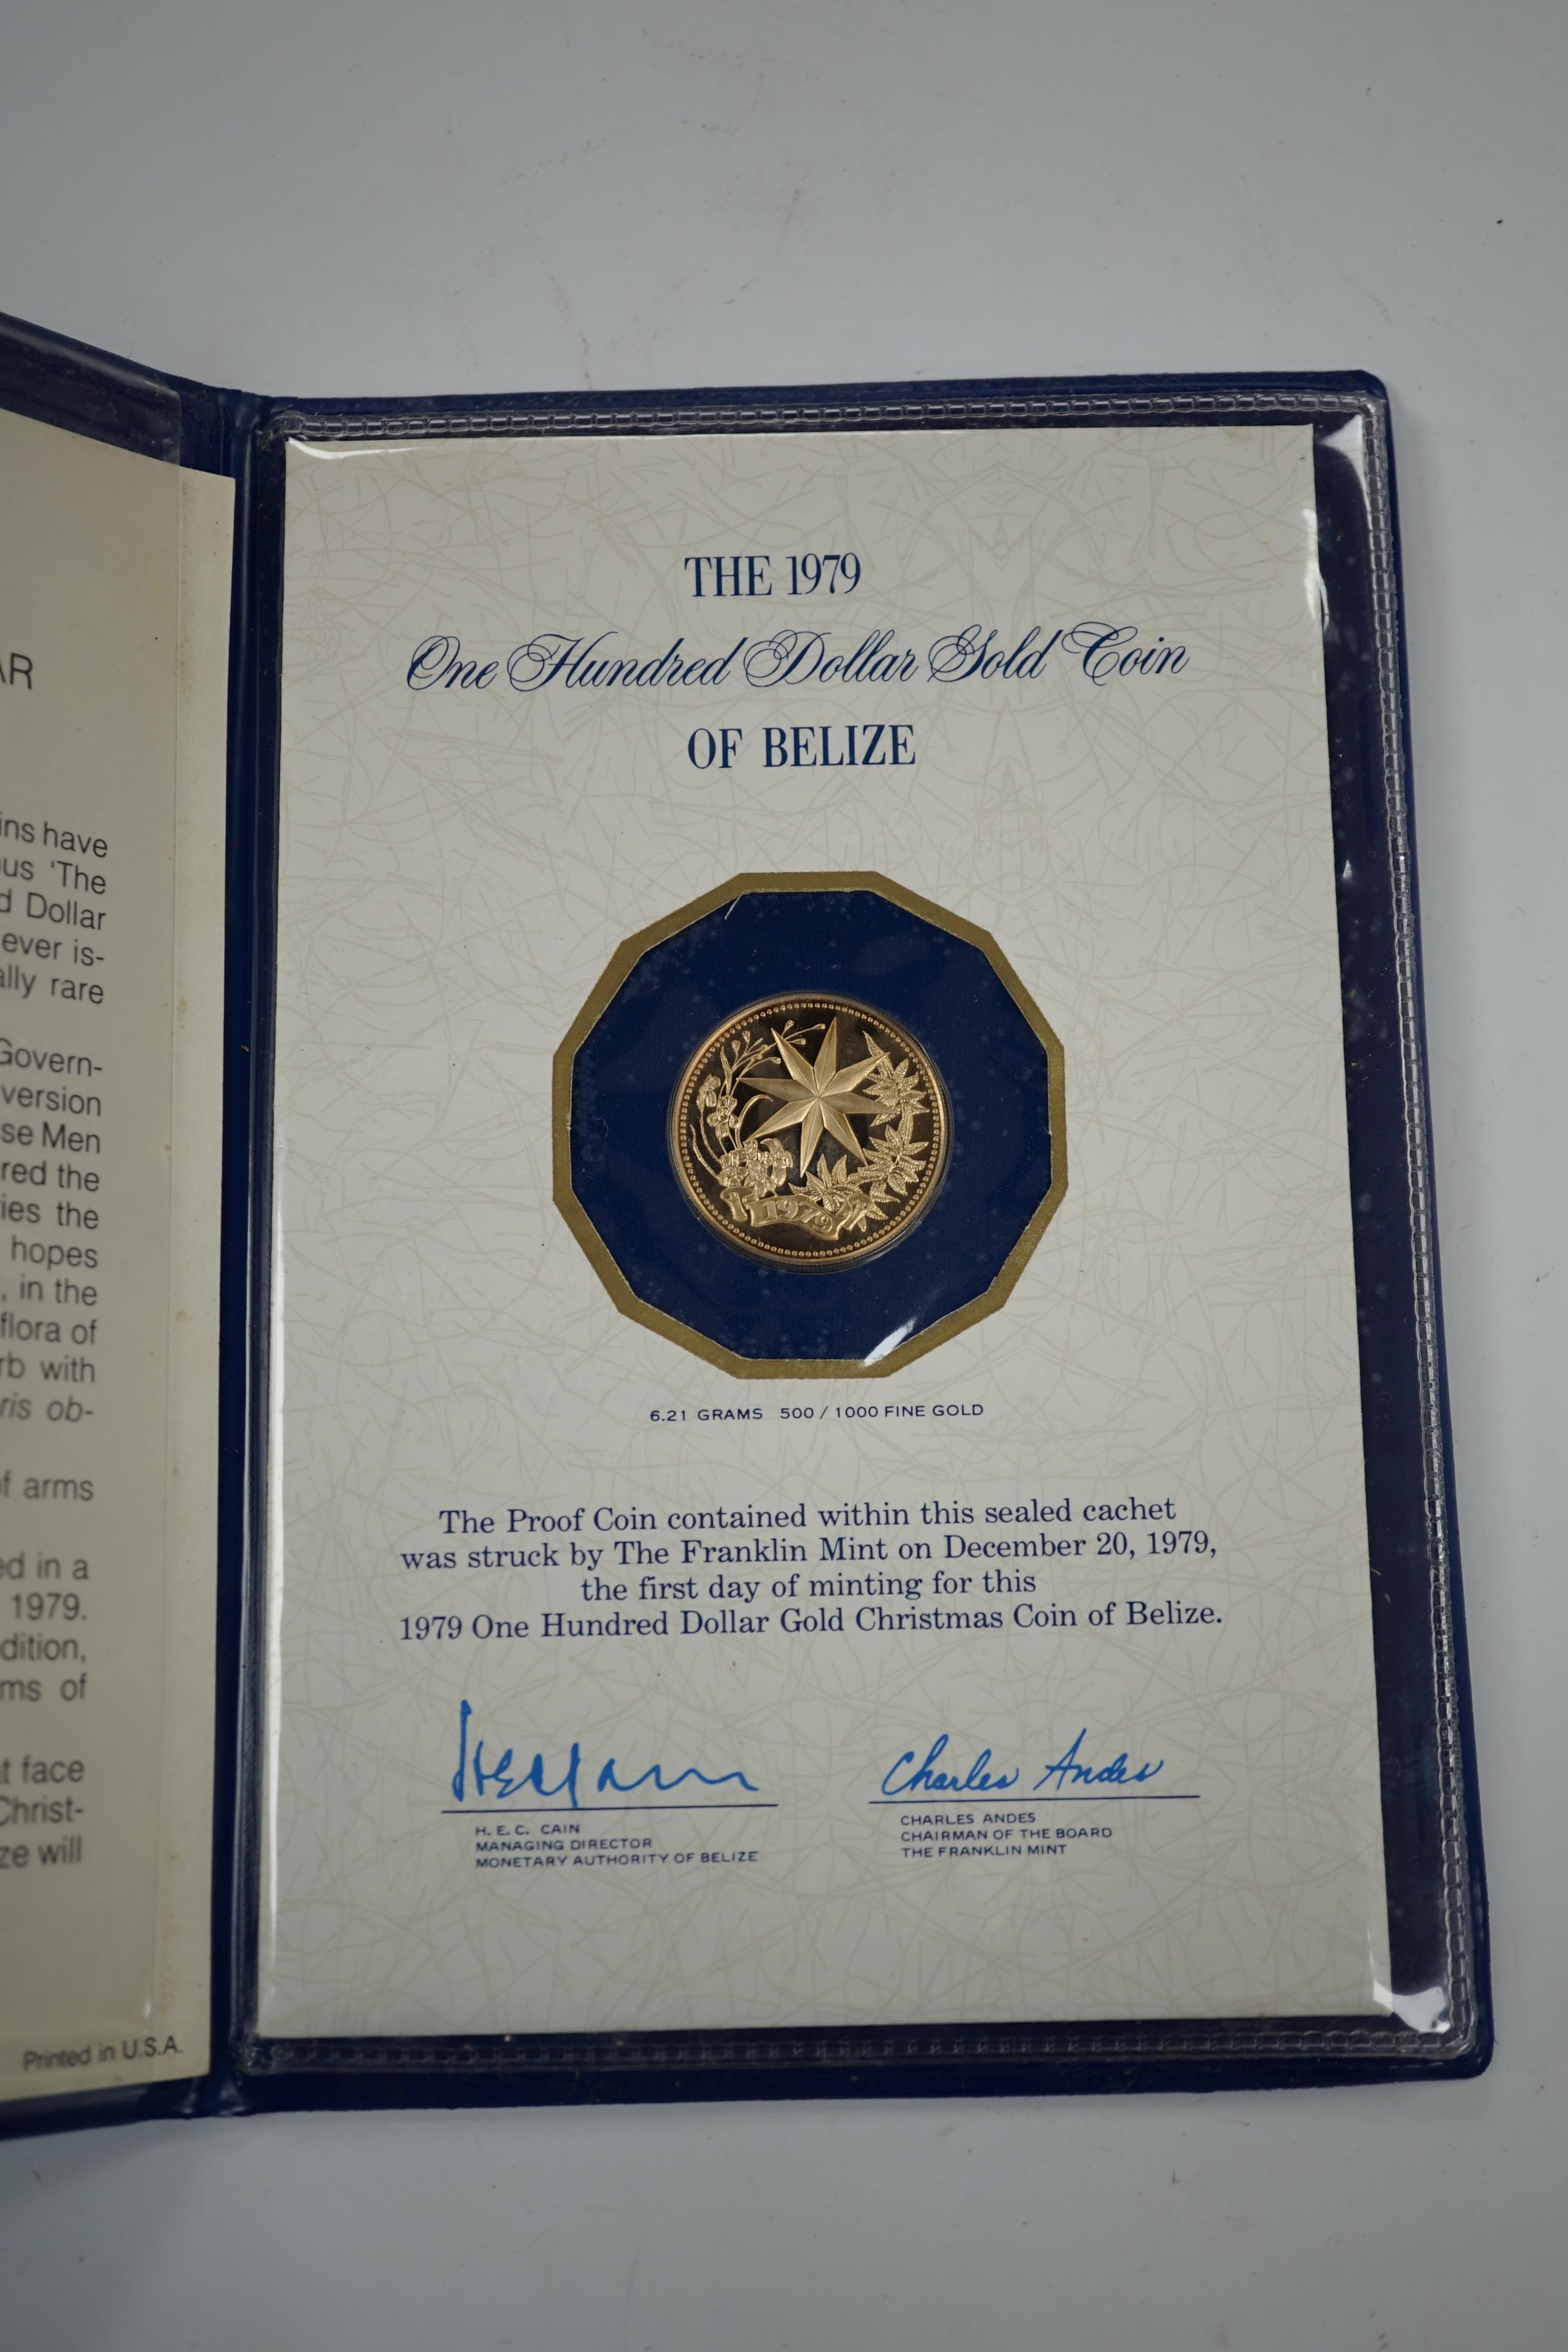 AR
ins have
us 'The
d Dollar
ever is-
ally rare
Govern-
version
se Men
red the
ies the
hopes
, in the
flora of
rb with
ris ob-
f arms
ed in a
1979.
dition,
ms of
t face
Christ-
ze will
Printed in U.S.A.
THE 1979
One Hundred Dollar Gold Coin
OF BELIZE
1979
6.21 GRAMS 500 / 1000 FINE GOLD
The Proof Coin contained within this sealed cachet
was struck by The Franklin Mint on December 20, 1979,
the first day of minting for this
1979 One Hundred Dollar Gold Christmas Coin of Belize.
Charles Andes
H. E. C. CAIN
MANAGING DIRECTOR
MONETARY AUTHORITY OF BELIZE
CHARLES ANDES
CHAIRMAN OF THE BOARD
THE FRANKLIN MINT